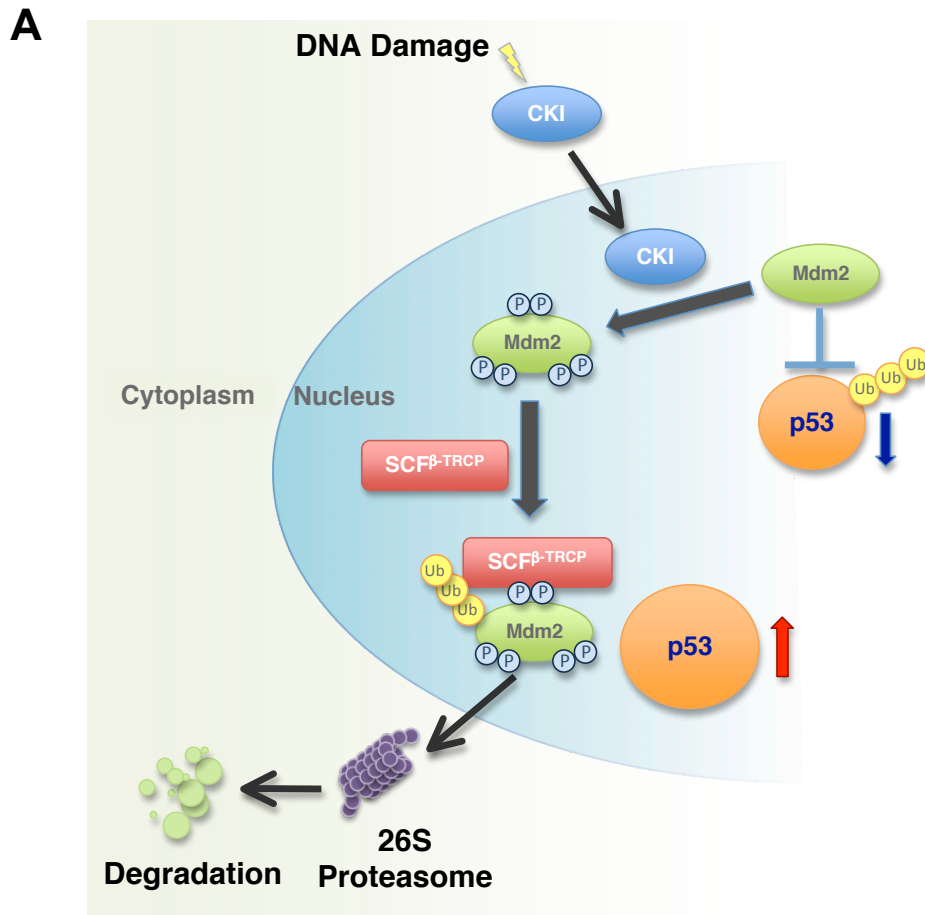 A
DNA Damage
CKI
CKI
Mdm2
P P
Mdm2
P P P P
Ub Ub Ub
p53
Cytoplasm Nucleus
SCFβ-TRCP
SCFβ-TRCP
Ub Ub Ub
P P
Mdm2
P P P P
p53
26S
Proteasome
Degradation